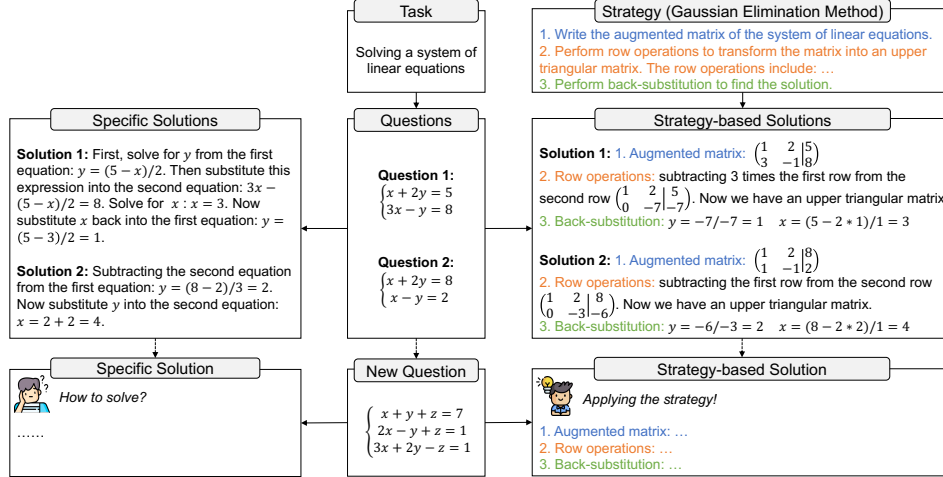 Task
Solving a system of
linear equations
Strategy (Gaussian Elimination Method)
1. Write the augmented matrix of the system of linear equations.
2. Perform row operations to transform the matrix into an upper
triangular matrix. The row operations include: …
3. Perform back-substitution to find the solution.
Specific Solutions
Solution 1: First, solve for y from the first
equation: y = (5 − x)/2. Then substitute this
expression into the second equation: 3x −
(5 − x)/2 = 8. Solve for x : x = 3. Now
substitute x back into the first equation: y =
(5 − 3)/2 = 1.
Solution 2: Subtracting the second equation
from the first equation: y = (8 − 2)/3 = 2.
Now substitute y into the second equation:
x = 2 + 2 = 4.
Questions
Question 1:
x + 2y = 5
3x − y = 8
Question 2:
x + 2y = 8
x − y = 2
Strategy-based Solutions
Solution 1: 1. Augmented matrix: (1 2 | 5
3 −1 | 8)
2. Row operations: subtracting 3 times the first row from the
second row (1 2 | 5
0 −7 | −7). Now we have an upper triangular matrix
3. Back-substitution: y = −7/−7 = 1 x = (5 − 2 * 1)/1 = 3
Solution 2: 1. Augmented matrix: (1 2 | 8
1 −1 | 2)
2. Row operations: subtracting the first row from the second row
(1 2 | 8
0 −3 | −6). Now we have an upper triangular matrix.
3. Back-substitution: y = −6/−3 = 2 x = (8 − 2 * 2)/1 = 4
Specific Solution
? ? ?
How to solve?
……
New Question
x + y + z = 7
2x − y + z = 1
3x + 2y − z = 1
Strategy-based Solution
Applying the strategy!
1. Augmented matrix: …
2. Row operations: …
3. Back-substitution: …